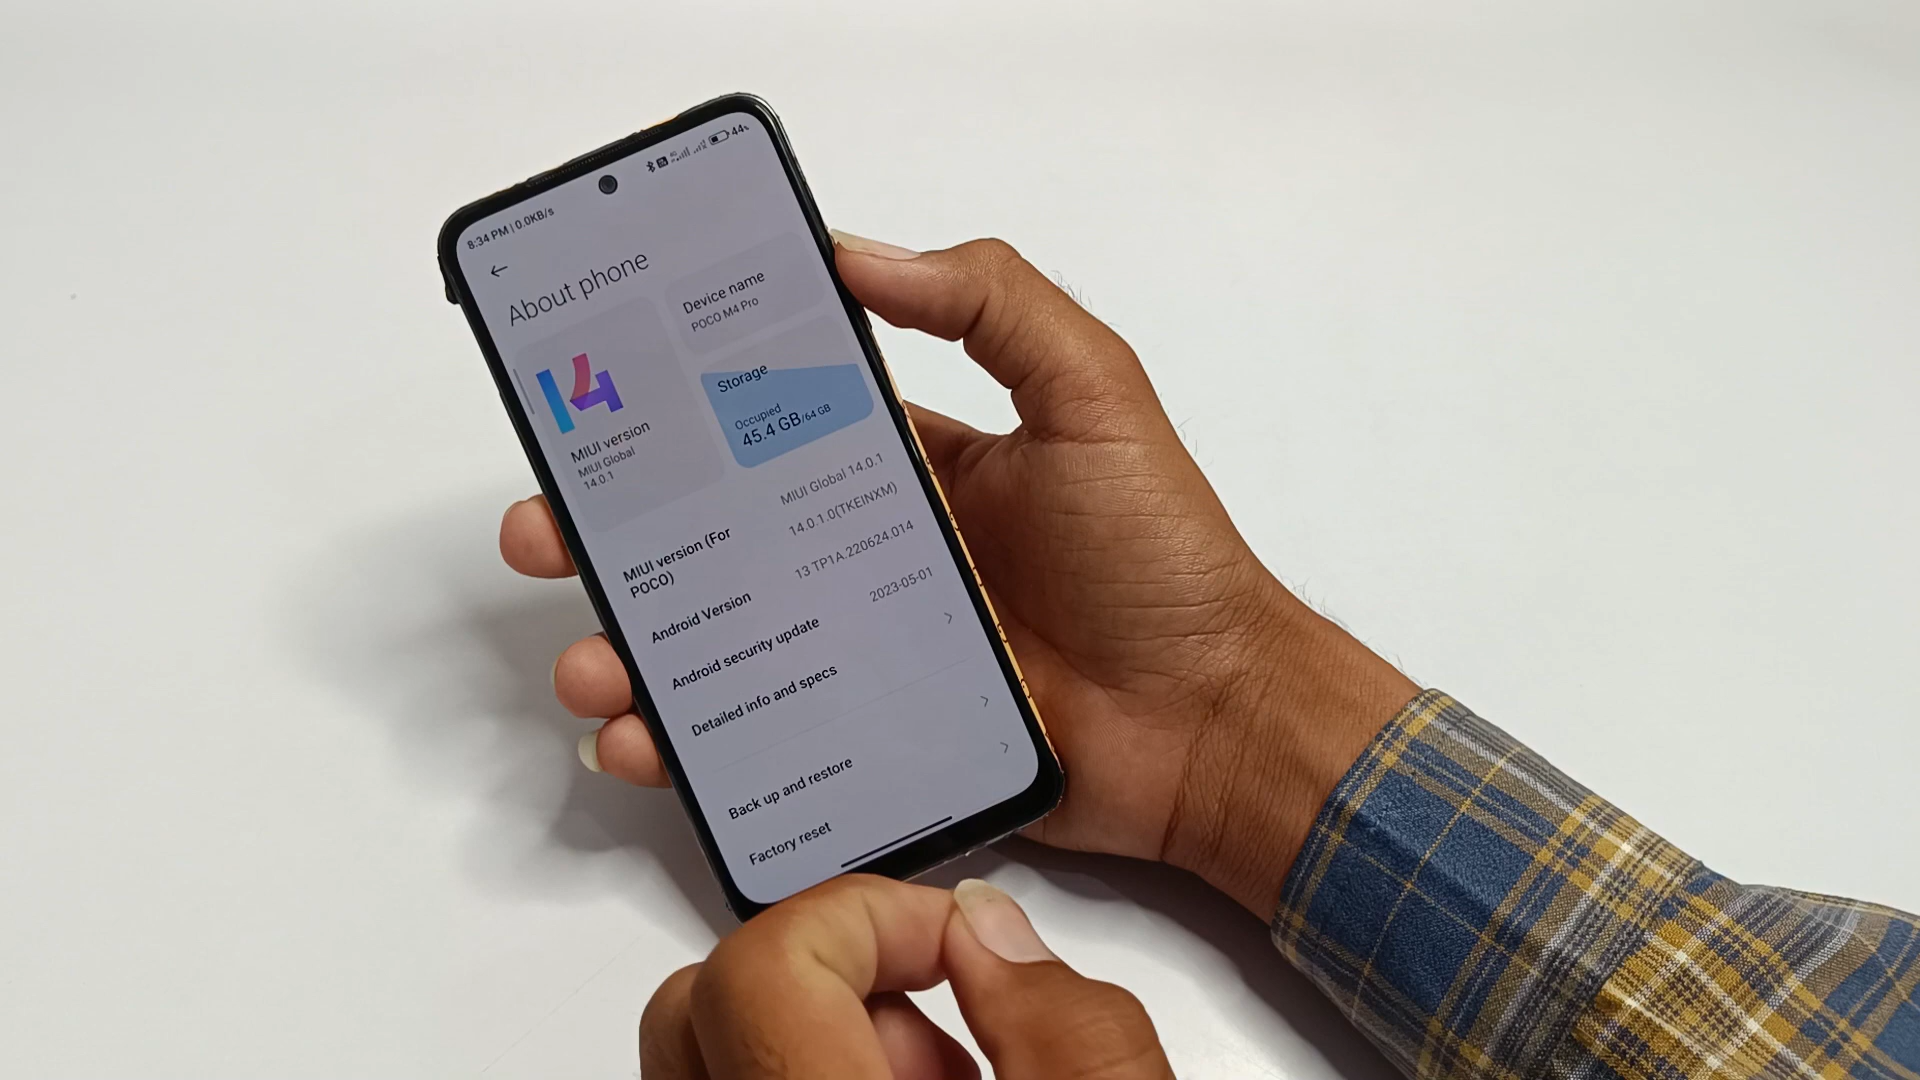 8:34 PM | 0.0KB/s
44%
About phone
14
MIUI version
MIUI Global
14.0.1
Device name
POCO M4 Pro
Storage
Occupied
45.4 GB/64 GB
MIUI version (For
POCO)
MIUI Global 14.0.1
14.0.1.0(TKEINXM)
Android Version
13 TP1A.220624.014
Android security update
2023-05-01
Detailed info and specs
Back up and restore
Factory reset